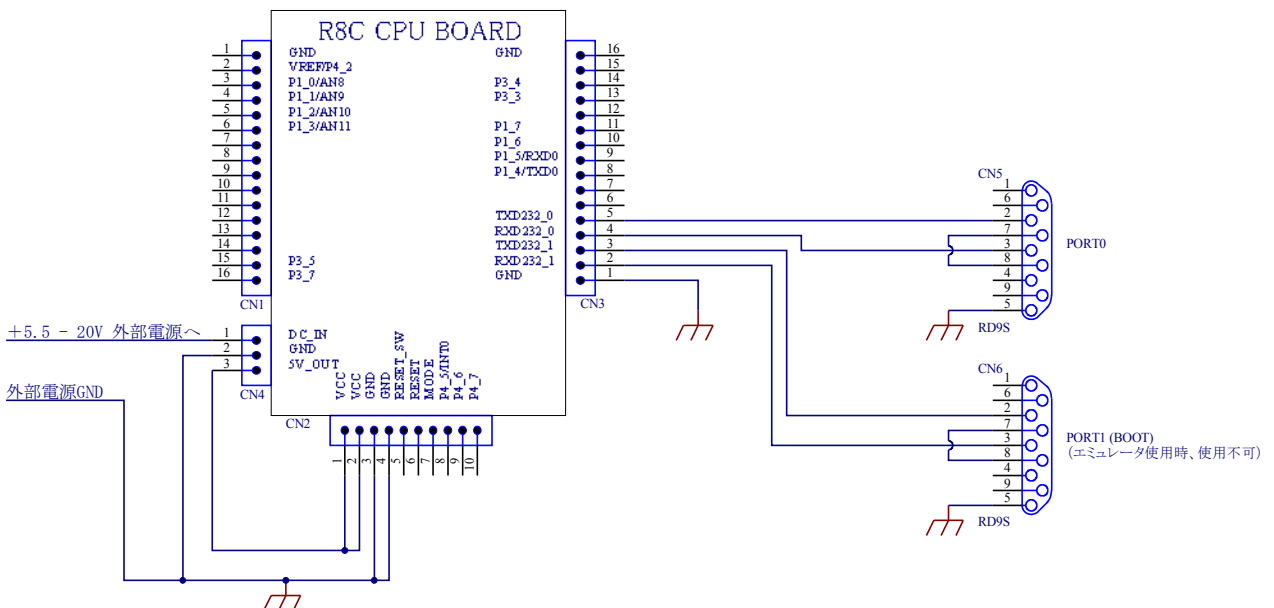 R8C CPU BOARD
1 GND
2 VREF/P4_2
3 P1_0/AN8
4 P1_1/AN9
5 P1_2/AN10
6 P1_3/AN11
7
8
9
10
11
12
13
14
15 P3_5
16 P3_7
CN1
GND 16
15
P3_4 14
P3_3 13
12
P1_7 11
P1_6 10
P1_5/RXD0 9
P1_4/TXD0 8
7
6
TXD232_0 5
RXD232_0 4
TXD232_1 3
RXD232_1 2
GND 1
CN3
+5.5 - 20V 外部電源へ
1 DC_IN
2 GND
3 5V_OUT
CN4
外部電源GND
CN2
VCC
VCC
GND
GND
RESET_SW
RESET
MODE
P4_5/INT0
P4_6
P4_7
1
2
3
4
5
6
7
8
9
10
CN5
1
6
2
7
3
8
4
9
5
PORT0
RD9S
CN6
1
6
2
7
3
8
4
9
5
PORT1 (BOOT)
(エミュレータ使用時、使用不可)
RD9S